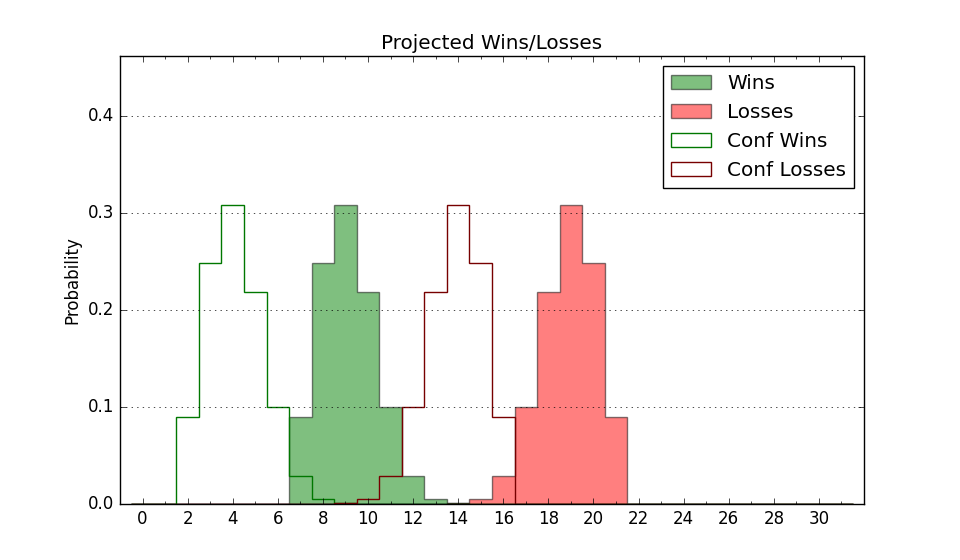 Projected Wins/Losses
Wins
Losses
Conf Wins
Conf Losses
Probability
0.4
0.3
0.2
0.1
0.0
0 2 4 6 8 10 12 14 16 18 20 22 24 26 28 30